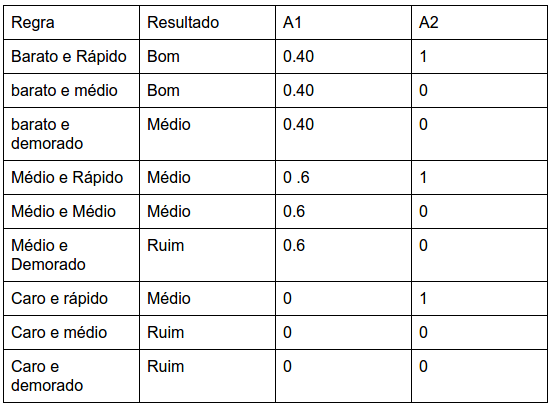 Regra Resultado A1 A2
Barato e Rápido Bom 0.40 1
barato e médio Bom 0.40 0
barato e Médio 0.40 0
demorado
Médio e Rápido Médio 0 .6 1
Médio e Médio Médio 0.6 0
Médio e Ruim 0.6 0
Demorado
Caro e rápido Médio 0 1
Caro e médio Ruim 0 0
Caro e Ruim 0 0
demorado